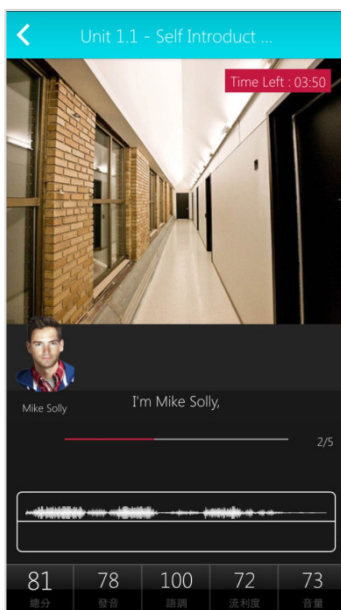 Unit 1.1 - Self Introduct ...
Time Left : 03:50
Mike Solly
I'm Mike Solly,
2/5
81 78 100 72 73
總分 發音 語調 流利度 音量